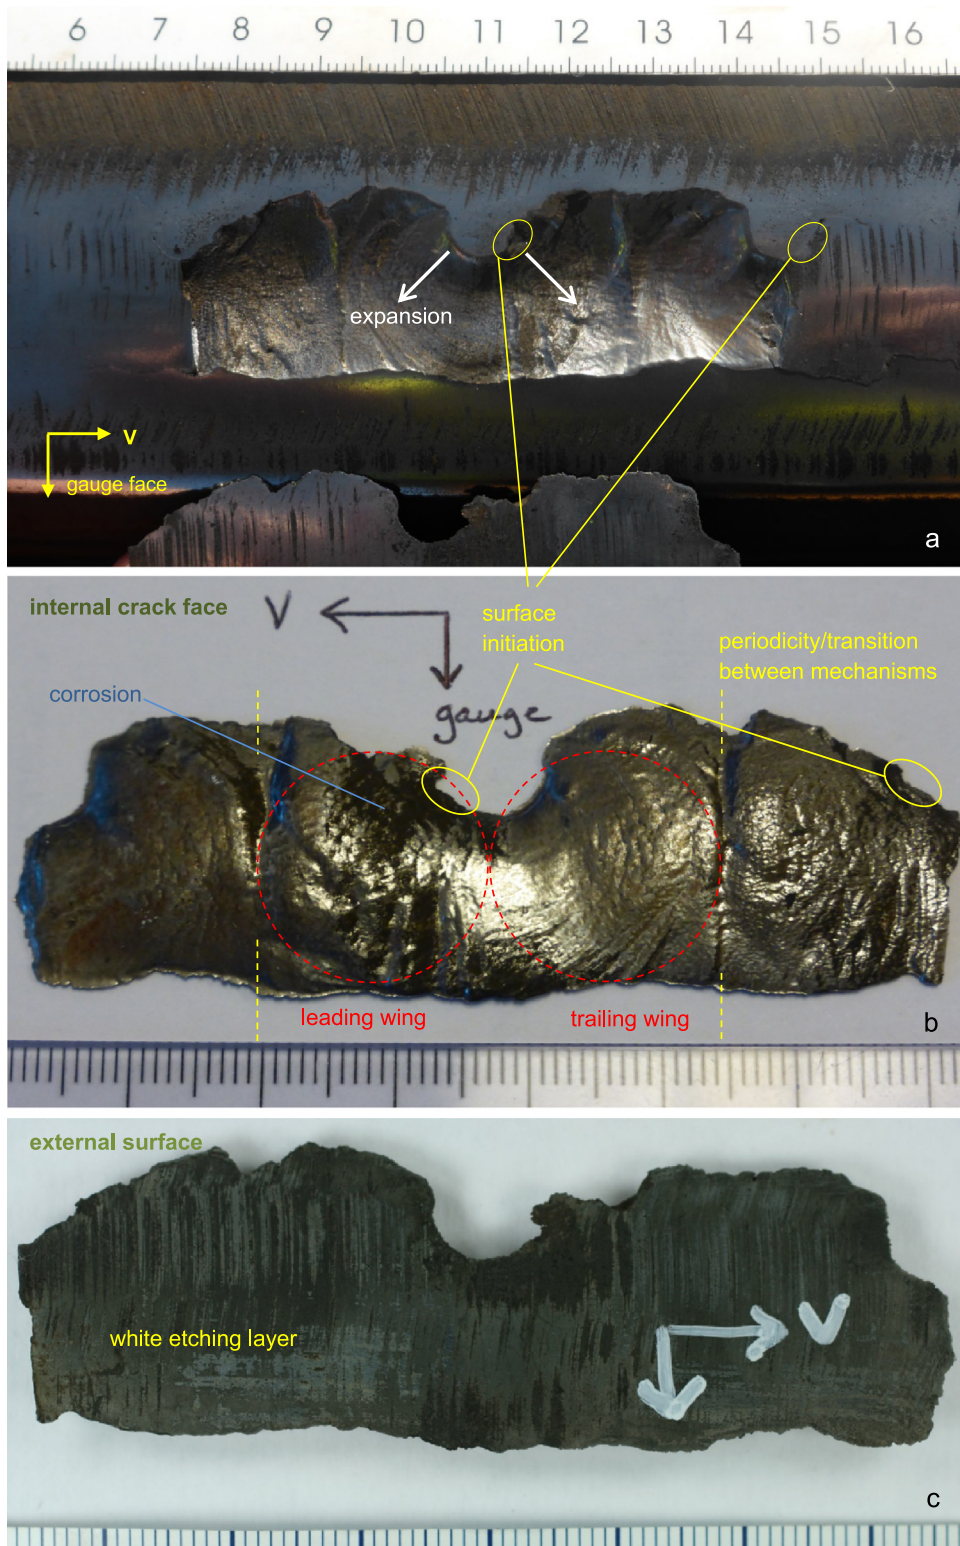 6 7 8 9 10 11 12 13 14 15 16
expansion
V
gauge face
a
internal crack face
V
surface
initiation
periodicity/transition
between mechanisms
corrosion
gauge
leading wing
trailing wing
b
external surface
white etching layer
V
c